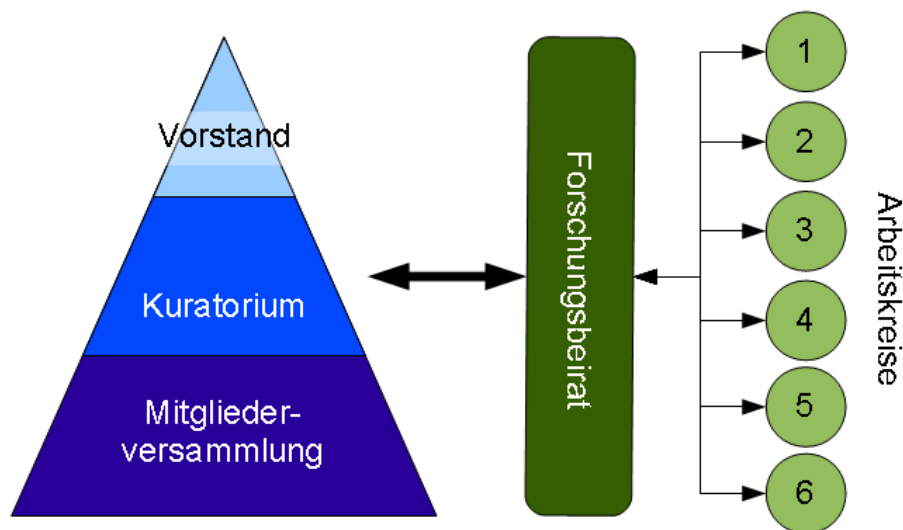 Vorstand
Kuratorium
Mitglieder-
versammlung
Forschungsbeirat
1
2
3
4
5
6
Arbeitskreise